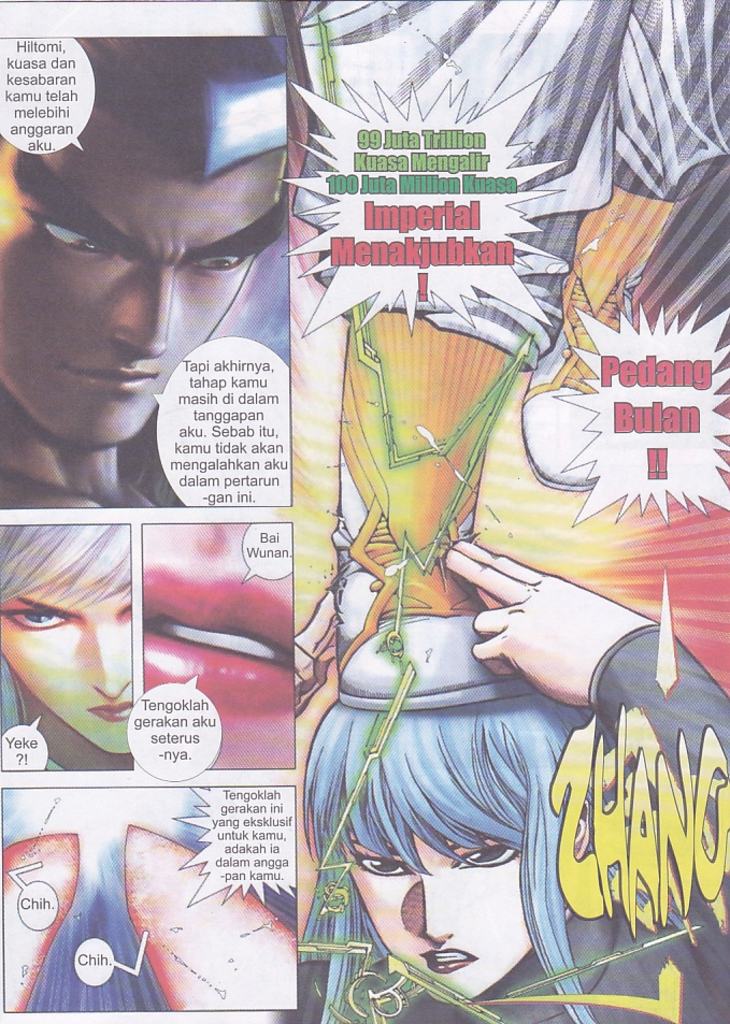 Hiltomi,
kuasa dan
kesabaran
kamu telah
melebihi
anggaran
aku.
Tapi akhirnya,
tahap kamu
masih di dalam
tanggapan
aku. Sebab itu,
kamu tidak akan
mengalahkan aku
dalam pertarun
-gan ini.
99 Juta Trillion
Kuasa Mengalir
100 Juta Million Kuasa
Imperial
Menakjubkan
!
Pedang
Bulan
!!
Yeke
?!
Bai
Wunan.
Tengoklah
gerakan aku
seterus
-nya.
Tengoklah
gerakan ini
yang eksklusif
untuk kamu,
adakah ia
dalam angga
-pan kamu.
Chih.
Chih.
ZHANG